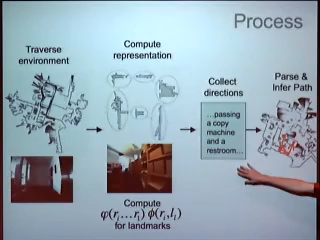 Process
Traverse
environment
Compute
representation
Collect
directions
Parse &
Infer Path
…passing
a copy
machine
and a
restroom…
Compute
φ(rᵢ…rᵢ) ϕ(rᵢ,lᵢ)
for landmarks